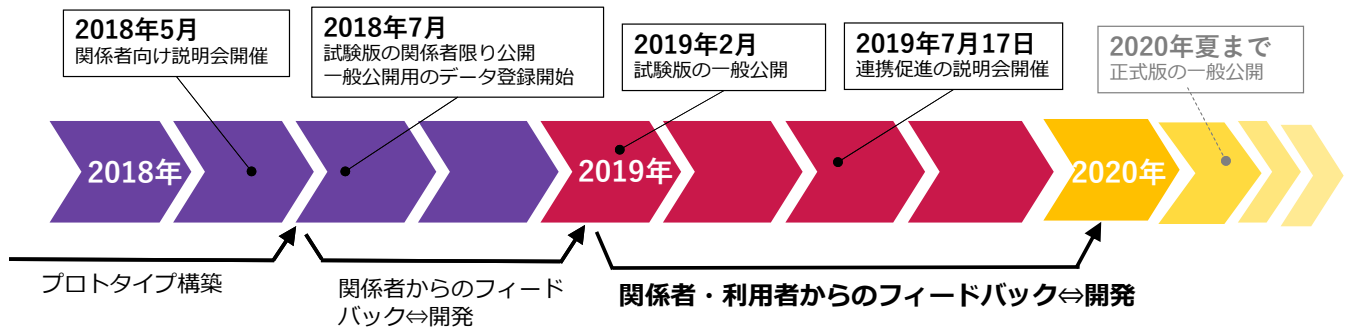 2018年5月
関係者向け説明会開催
2018年7月
試験版の関係者限り公開
一般公開用のデータ登録開始
2019年2月
試験版の一般公開
2019年7月17日
連携促進の説明会開催
2020年夏まで
正式版の一般公開
2018年
2019年
2020年
プロトタイプ構築
関係者からのフィード
バック⇔開発
関係者・利用者からのフィードバック⇔開発